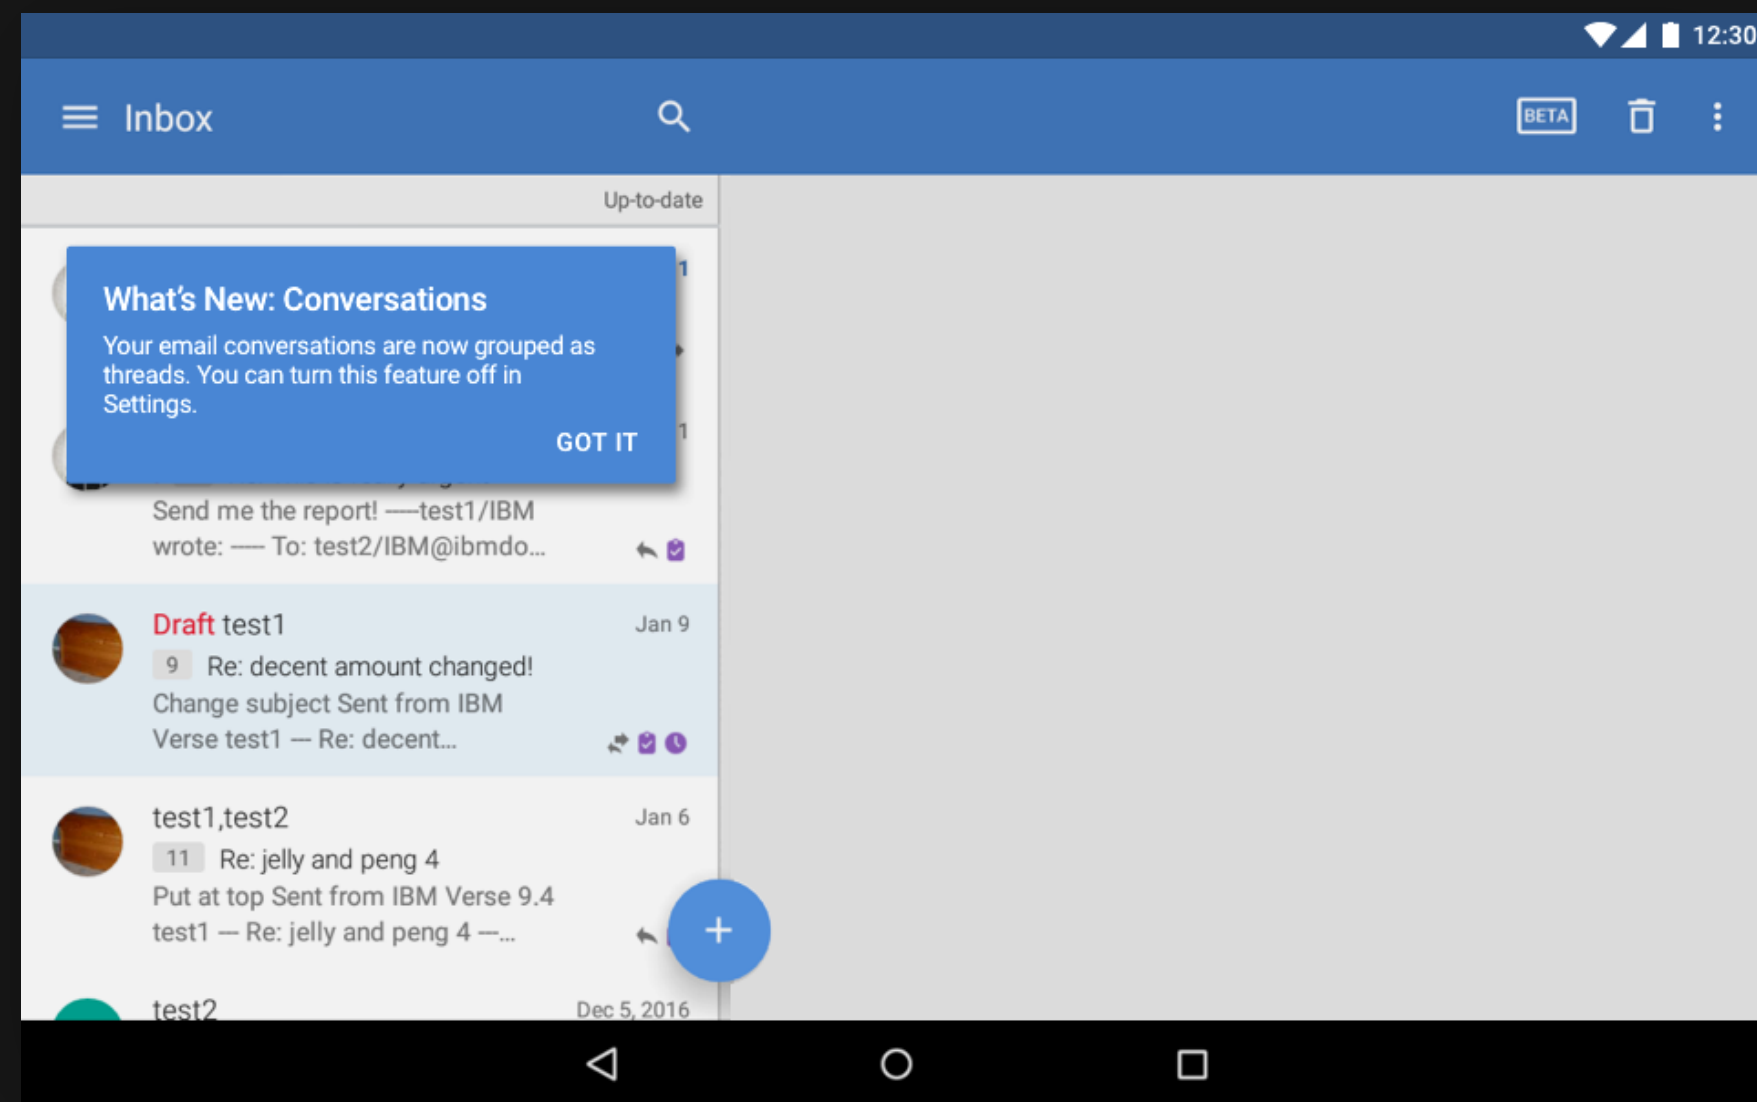 12:30
Inbox
BETA
Up-to-date
1
What's New: Conversations
Your email conversations are now grouped as
threads. You can turn this feature off in
Settings.
GOT IT
1
Send me the report! -----test1/IBM
wrote: ----- To: test2/IBM@ibmdo...
Draft test1
Jan 9
9 Re: decent amount changed!
Change subject Sent from IBM
Verse test1 --- Re: decent...
test1,test2
Jan 6
11 Re: jelly and peng 4
Put at top Sent from IBM Verse 9.4
test1 --- Re: jelly and peng 4 ---...
test2
Dec 5, 2016